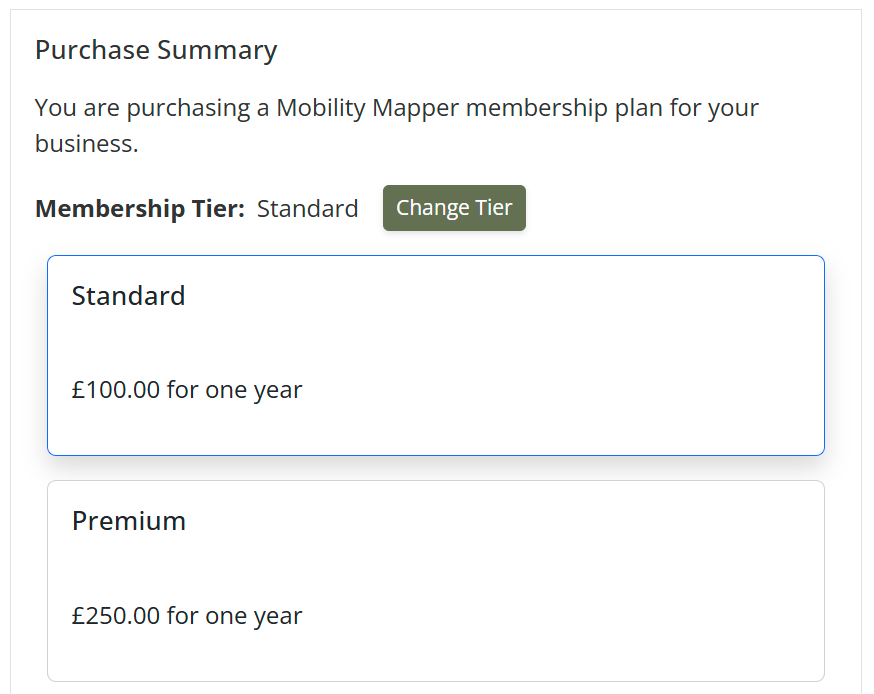 Purchase Summary
You are purchasing a Mobility Mapper membership plan for your
business.
Membership Tier: Standard Change Tier
Standard
£100.00 for one year
Premium
£250.00 for one year